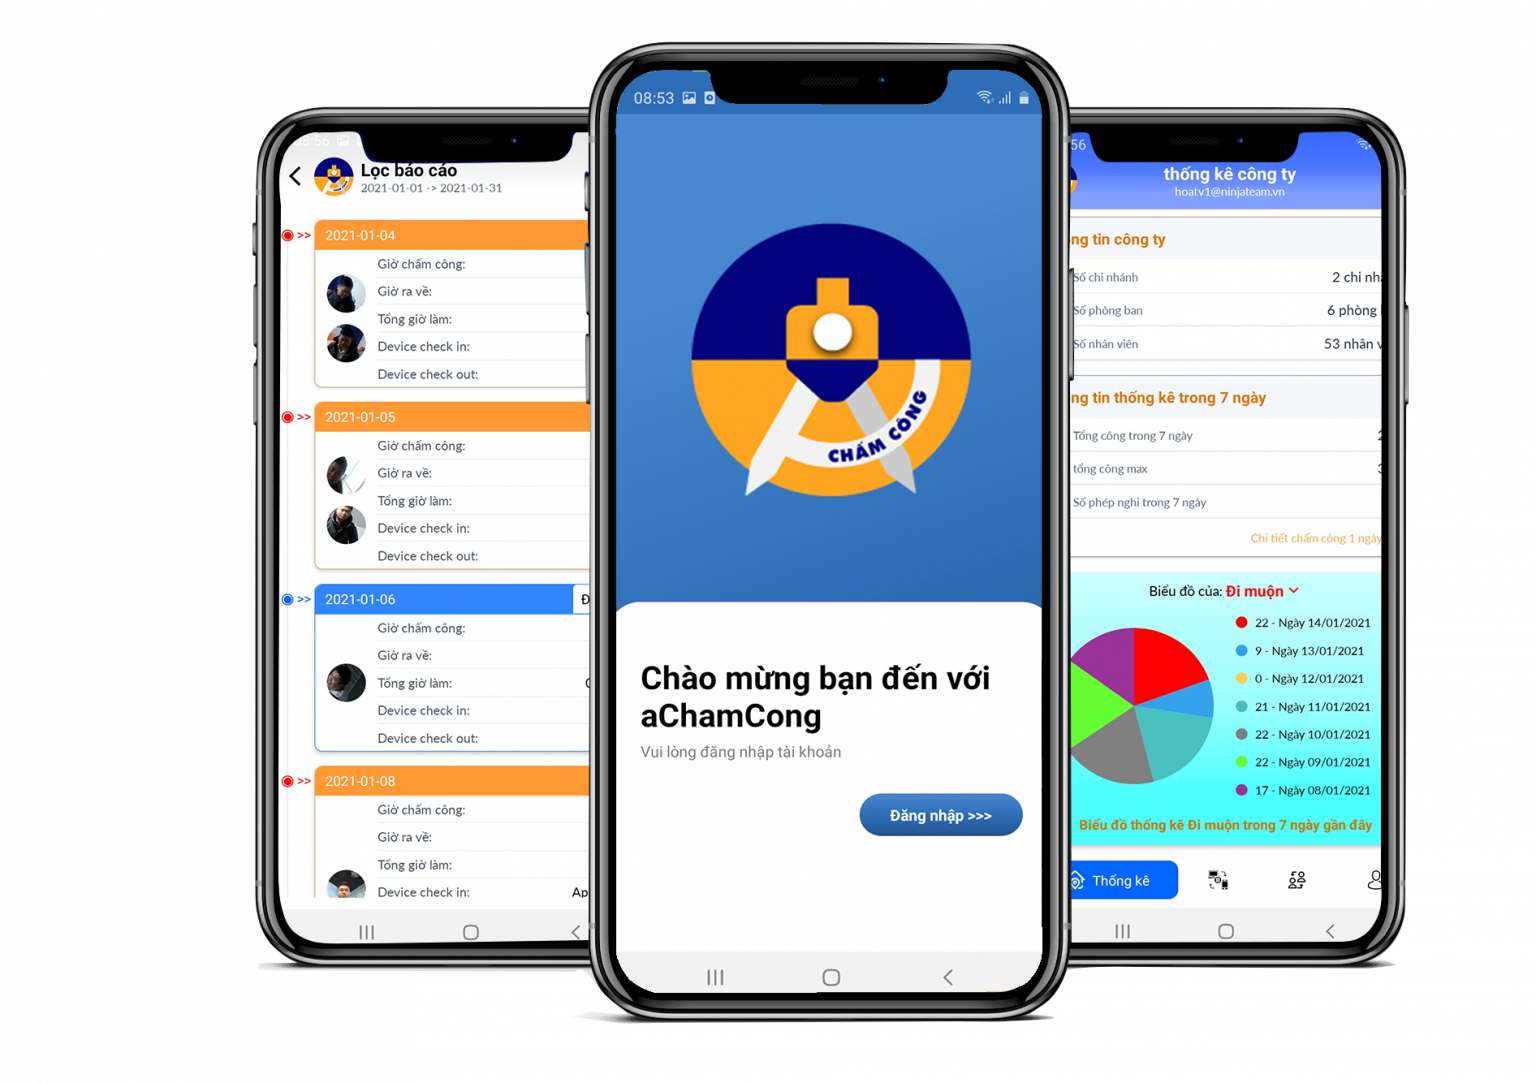 08:56
Lọc báo cáo
2021-01-01 -> 2021-01-31
>> 2021-01-04
Giờ chấm công:
Giờ ra về:
Tổng giờ làm:
Device check in:
Device check out:
>> 2021-01-05
Giờ chấm công:
Giờ ra về:
Tổng giờ làm:
Device check in:
Device check out:
>> 2021-01-06
Giờ chấm công:
Giờ ra về:
Tổng giờ làm:
Device check in:
Device check out:
>> 2021-01-08
Giờ chấm công:
Giờ ra về:
Tổng giờ làm:
Device check in: Ap
08:53
CHẤM CÔNG
Chào mừng bạn đến với
aChamCong
Vui lòng đăng nhập tài khoản
Đăng nhập >>>
56
thống kê công ty
hoatv1@ninjateam.vn
ng tin công ty
Số chi nhánh 2 chi nh
Số phòng ban 6 phòng
Số nhân viên 53 nhân v
ng tin thống kê trong 7 ngày
Tổng công trong 7 ngày 2
tổng công max 3
Số phép nghỉ trong 7 ngày
Chi tiết chấm công 1 ngày
Biểu đồ của: Đi muộn
22 - Ngày 14/01/2021
9 - Ngày 13/01/2021
0 - Ngày 12/01/2021
21 - Ngày 11/01/2021
22 - Ngày 10/01/2021
22 - Ngày 09/01/2021
17 - Ngày 08/01/2021
Biểu đồ thống kê Đi muộn trong 7 ngày gần đây
Thống kê